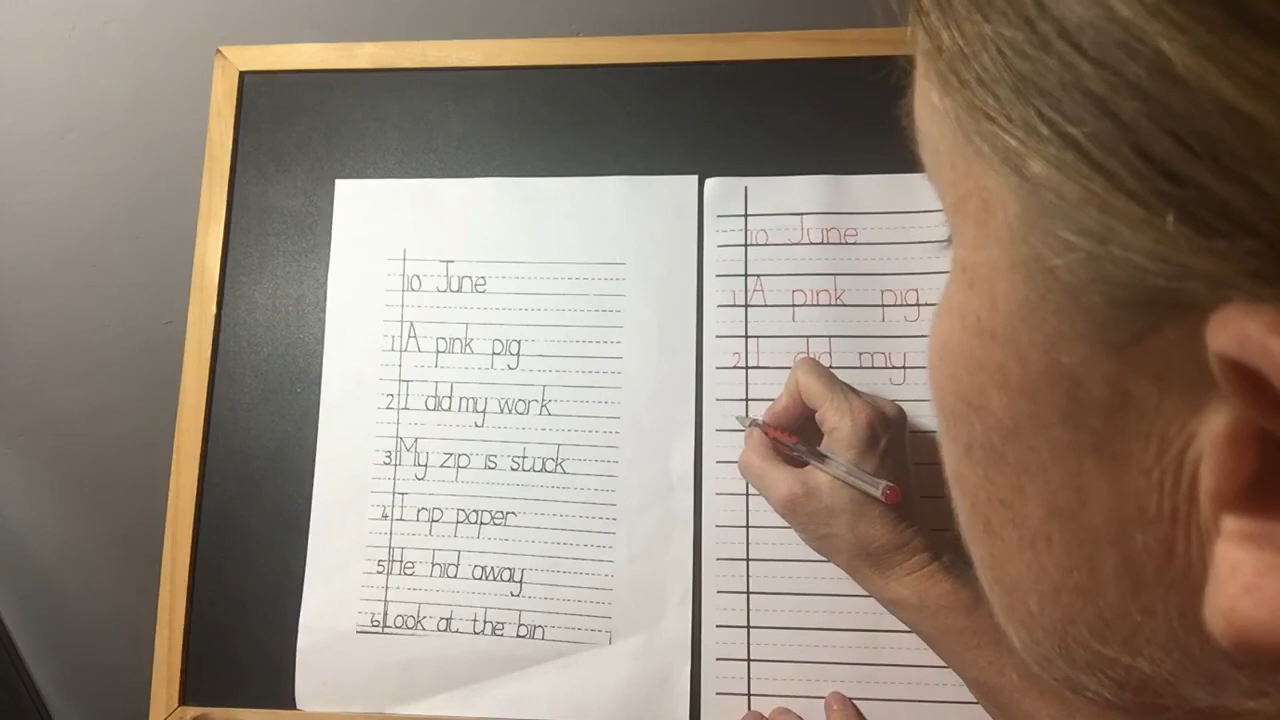 10 June
1 A pink pig
2 I did my work
3 My zip is stuck
4 I rip paper
5 He hid away
6 Look at the bin
10 June
1 A pink pig.
2 I did my